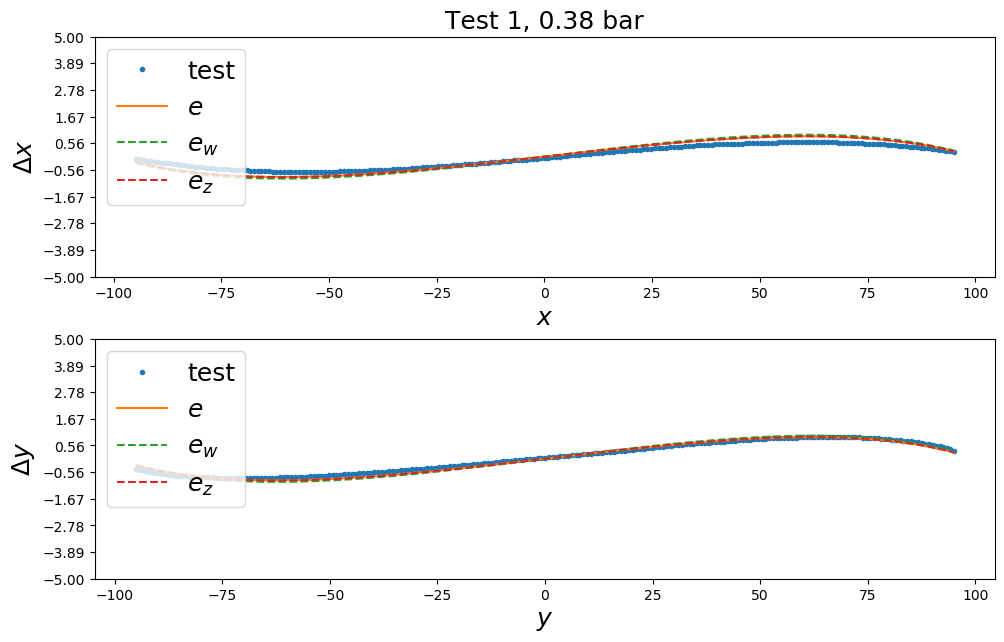 Test 1, 0.38 bar
5.00
3.89
2.78
1.67
0.56
−0.56
−1.67
−2.78
−3.89
−5.00
Δx
test
e
e_w
e_z
−100 −75 −50 −25 0 25 50 75 100
x
5.00
3.89
2.78
1.67
0.56
−0.56
−1.67
−2.78
−3.89
−5.00
Δy
test
e
e_w
e_z
−100 −75 −50 −25 0 25 50 75 100
y